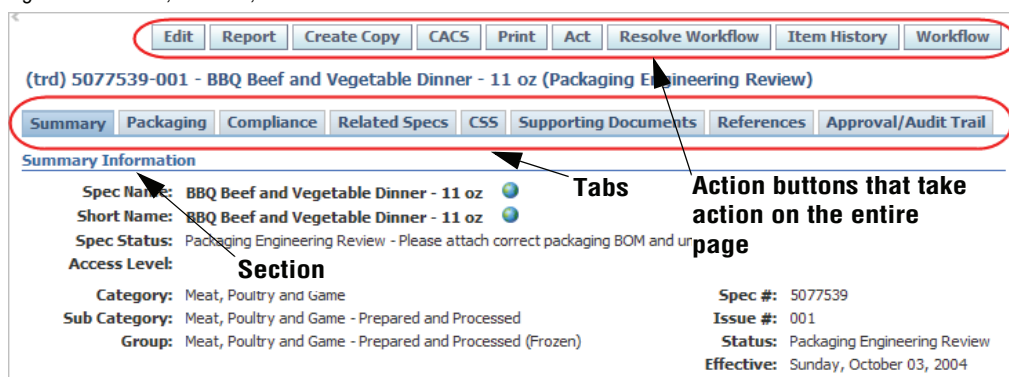 Edit Report Create Copy CACS Print Act Resolve Workflow Item History Workflow
(trd) 5077539-001 - BBQ Beef and Vegetable Dinner - 11 oz (Packaging Engineering Review)
Summary Packaging Compliance Related Specs CSS Supporting Documents References Approval/Audit Trail
Summary Information
Spec Name: BBQ Beef and Vegetable Dinner - 11 oz
Short Name: BBQ Beef and Vegetable Dinner - 11 oz
Spec Status: Packaging Engineering Review - Please attach correct packaging BOM and
Access Level:
Tabs
Action buttons that take
action on the entire
page
Section
Category: Meat, Poultry and Game
Sub Category: Meat, Poultry and Game - Prepared and Processed
Group: Meat, Poultry and Game - Prepared and Processed (Frozen)
Spec #: 5077539
Issue #: 001
Status: Packaging Engineering Review
Effective: Sunday, October 03, 2004